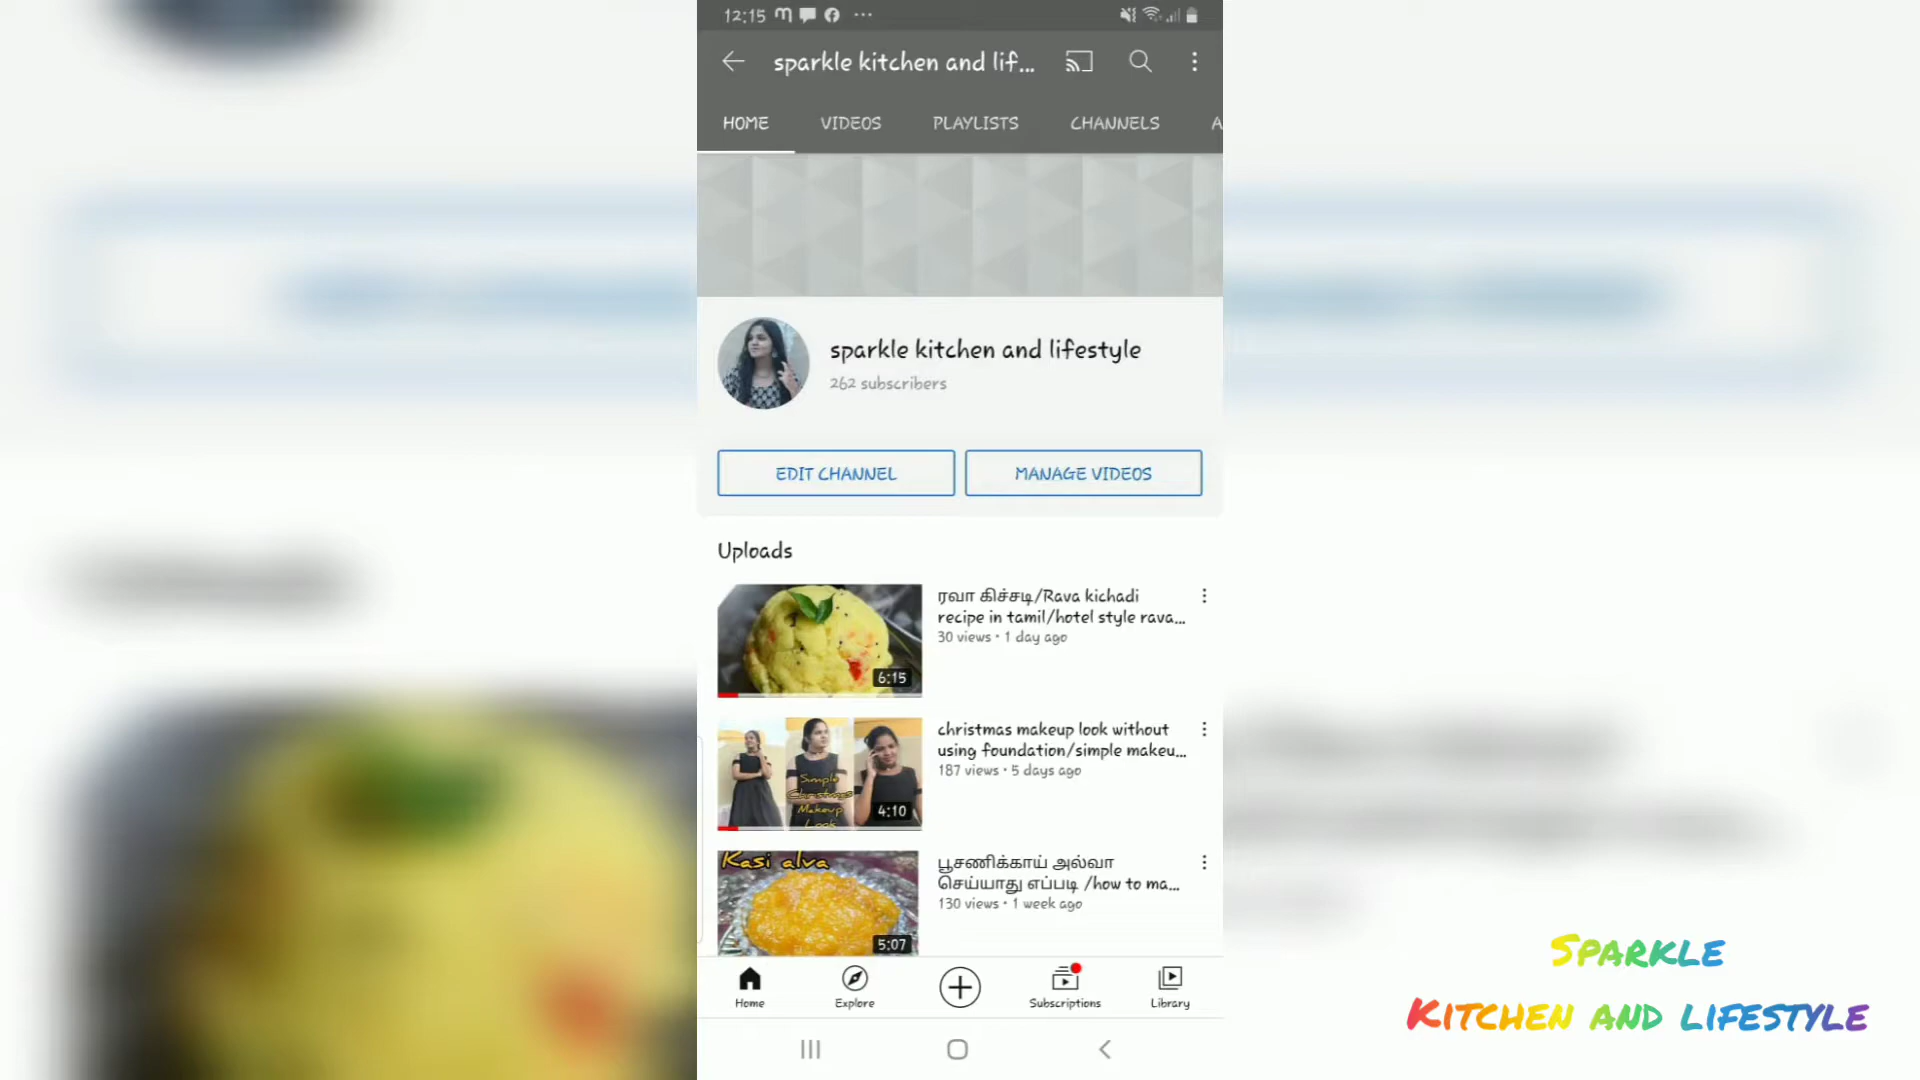 12:15
sparkle kitchen and lif...
HOME VIDEOS PLAYLISTS CHANNELS A
sparkle kitchen and lifestyle
262 subscribers
EDIT CHANNEL MANAGE VIDEOS
Uploads
ரவா கிச்சடி/Rava kichadi
recipe in tamil/hotel style rava...
30 views • 1 day ago
6:15
christmas makeup look without
using foundation/simple makeu...
187 views • 5 days ago
Simple
Christmas
Makeup
Look
4:10
Kasi alva
பூசணிக்காய் அல்வா
செய்யாது எப்படி /how to ma...
130 views • 1 week ago
5:07
Home Explore Subscriptions Library
Sparkle
Kitchen and lifestyle